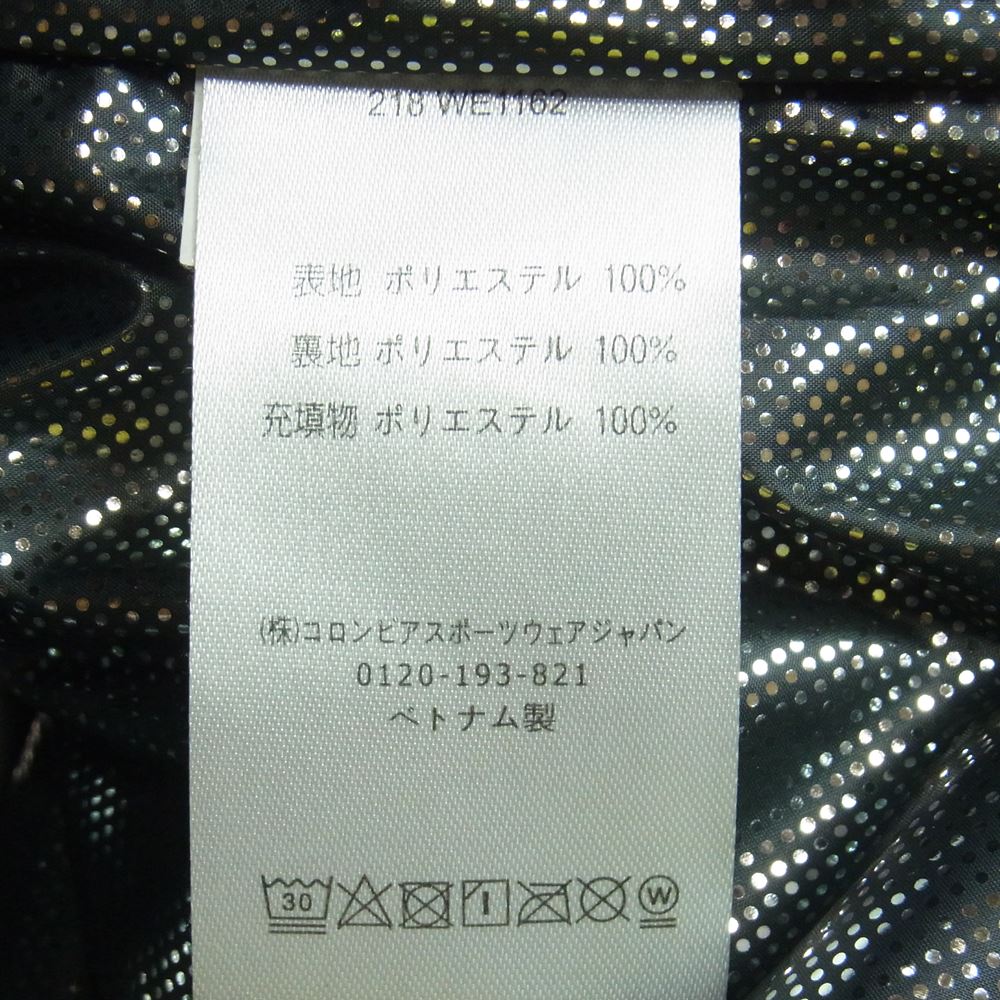 218 WE1162
表地 ポリエステル 100%
裏地 ポリエステル 100%
充填物 ポリエステル 100%
(株)コロンビアスポーツウェアジャパン
0120-193-821
ベトナム製
30 W